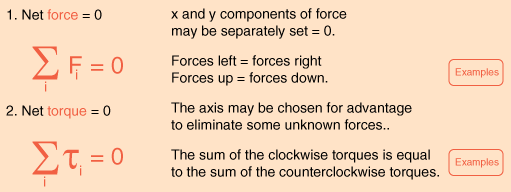 1. Net force = 0
x and y components of force
may be separately set = 0.
∑ Fᵢ = 0
i
Forces left = forces right
Forces up = forces down.
Examples
2. Net torque = 0
The axis may be chosen for advantage
to eliminate some unknown forces..
∑ τᵢ = 0
i
The sum of the clockwise torques is equal
to the sum of the counterclockwise torques.
Examples